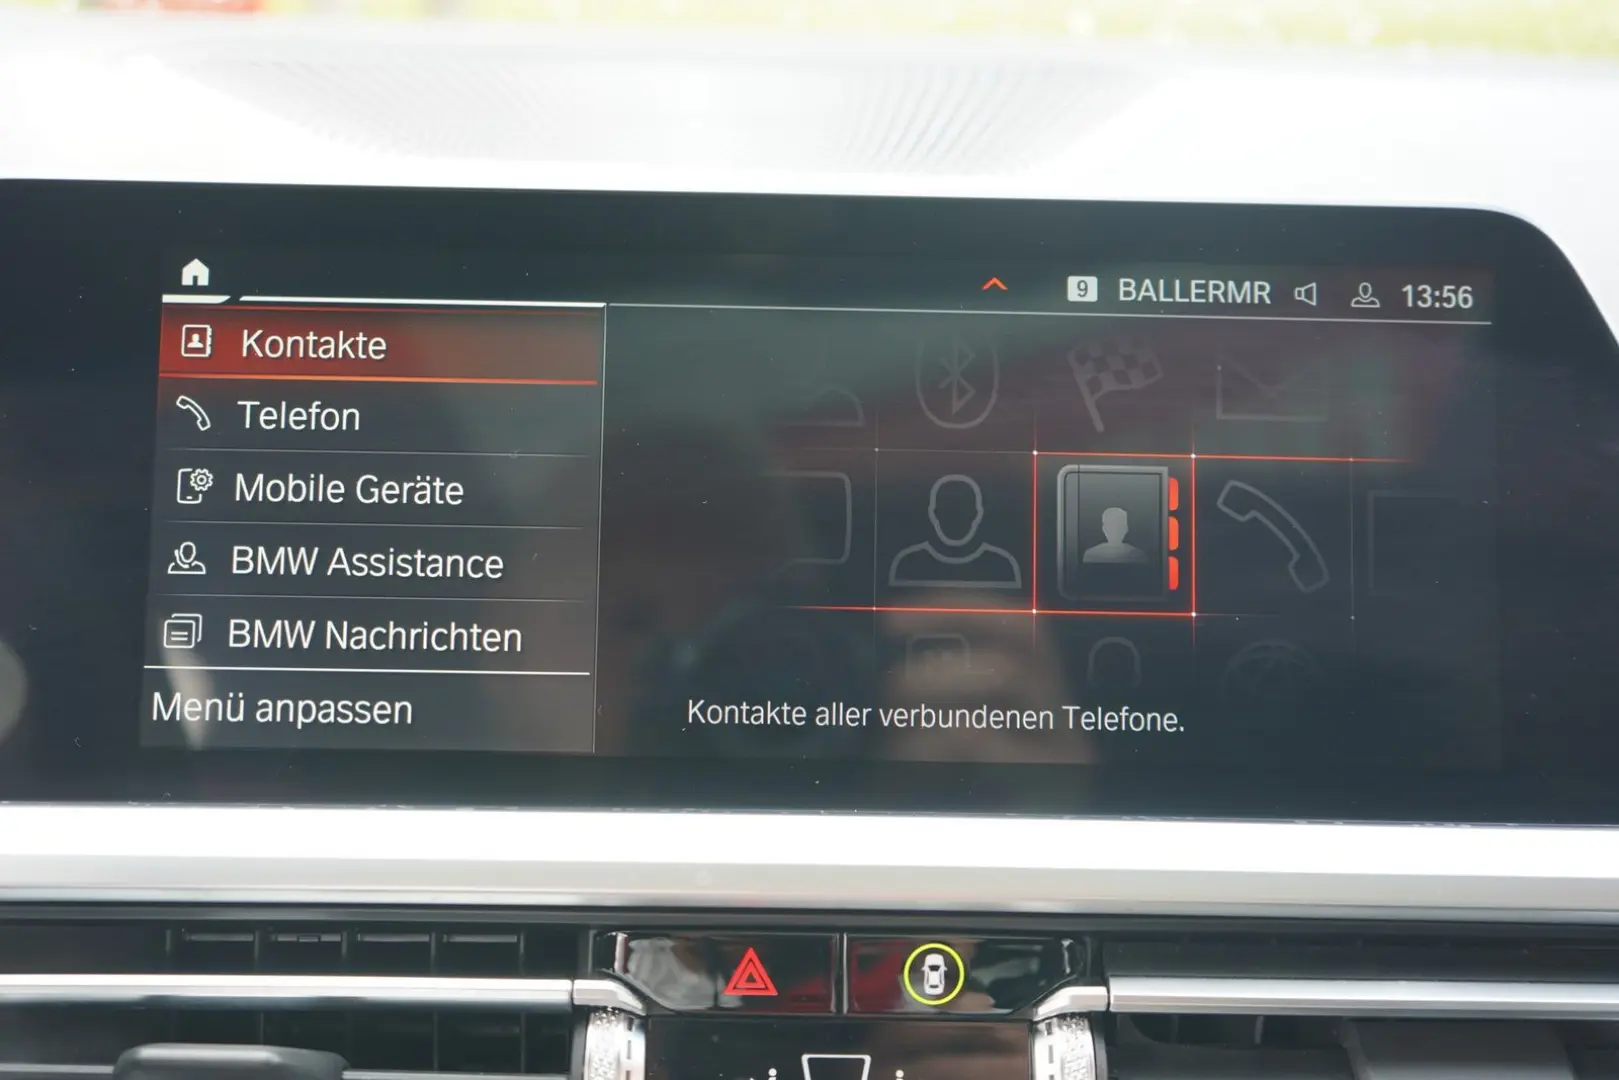 9 BALLERMR 13:56
Kontakte
Telefon
Mobile Geräte
BMW Assistance
BMW Nachrichten
Menü anpassen
Kontakte aller verbundenen Telefone.